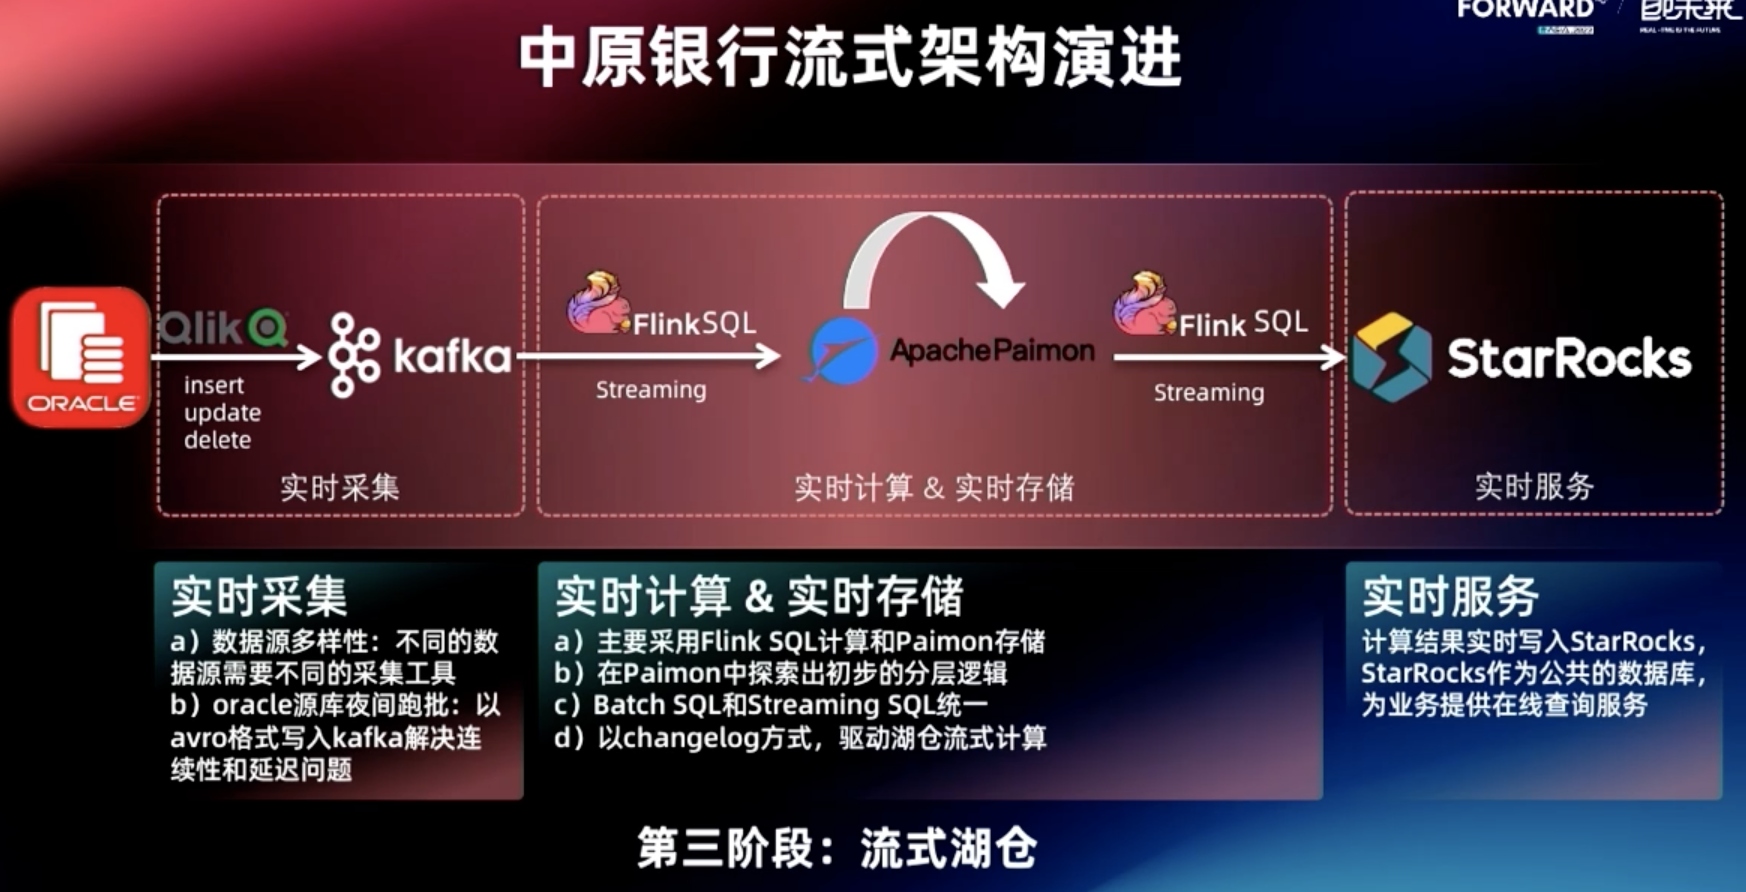 FORWARD
即未来
REAL-TIME IS THE FUTURE
中原银行流式架构演进
ORACLE
Qlik
insert
update
delete
kafka
实时采集
Flink SQL
Streaming
Apache Paimon
Flink SQL
Streaming
实时计算 & 实时存储
StarRocks
实时服务
实时采集
a）数据源多样性：不同的数
据源需要不同的采集工具
b）oracle源库夜间跑批：以
avro格式写入kafka解决连
续性和延迟问题
实时计算 & 实时存储
a）主要采用Flink SQL计算和Paimon存储
b）在Paimon中探索出初步的分层逻辑
c）Batch SQL和Streaming SQL统一
d）以changelog方式，驱动湖仓流式计算
实时服务
计算结果实时写入StarRocks，
StarRocks作为公共的数据库，
为业务提供在线查询服务
第三阶段：流式湖仓